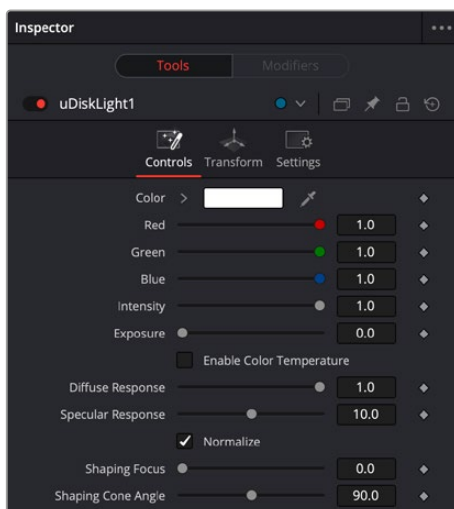 Inspector
Tools Modifiers
uDiskLight1
Controls Transform Settings
Color
Red 1.0
Green 1.0
Blue 1.0
Intensity 1.0
Exposure 0.0
Enable Color Temperature
Diffuse Response 1.0
Specular Response 10.0
Normalize
Shaping Focus 0.0
Shaping Cone Angle 90.0